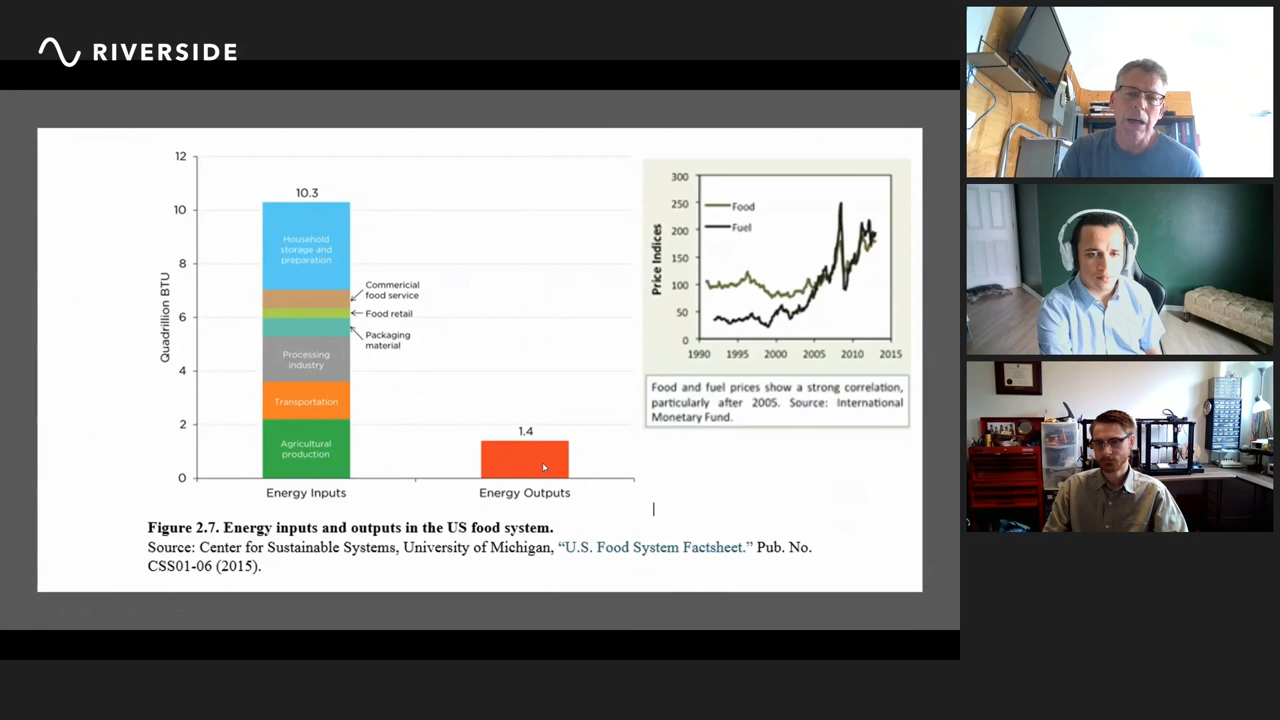 RIVERSIDE
12
10
8
6
4
2
0
Quadrillion BTU
10.3
Household
storage and
preparation
Commericial
food service
Food retail
Packaging
material
Processing
industry
Transportation
Agricultural
production
1.4
Energy Inputs
Energy Outputs
300
250
200
150
100
50
0
Price Indices
Food
Fuel
1990 1995 2000 2005 2010 2015
Food and fuel prices show a strong correlation,
particularly after 2005. Source: International
Monetary Fund.
Figure 2.7. Energy inputs and outputs in the US food system.
Source: Center for Sustainable Systems, University of Michigan, “U.S. Food System Factsheet.” Pub. No.
CSS01-06 (2015).